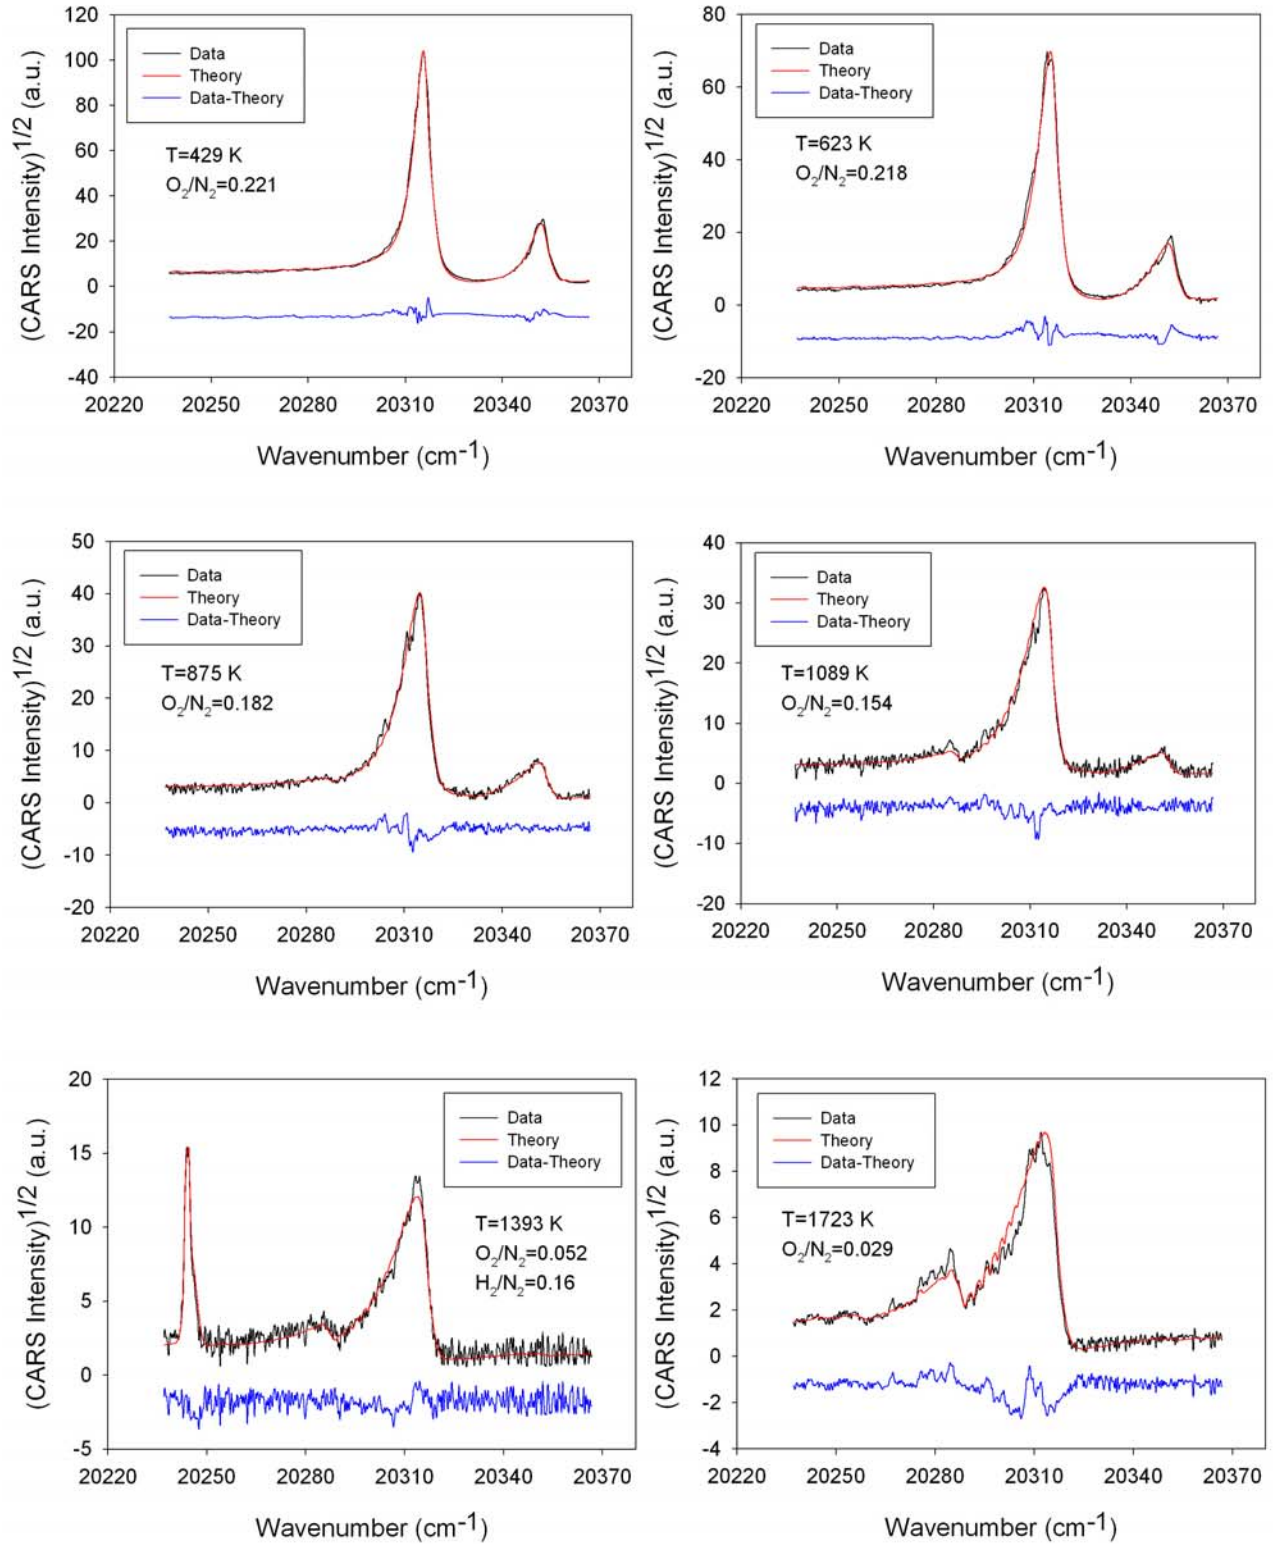 120
100
80
60
40
20
0
-20
-40
(CARS Intensity)1/2 (a.u.)
Data
Theory
Data-Theory
T=429 K
O2/N2=0.221
20220 20250 20280 20310 20340 20370
Wavenumber (cm-1)
80
60
40
20
0
-20
(CARS Intensity)1/2 (a.u.)
Data
Theory
Data-Theory
T=623 K
O2/N2=0.218
20220 20250 20280 20310 20340 20370
Wavenumber (cm-1)
50
40
30
20
10
0
-10
-20
(CARS Intensity)1/2 (a.u.)
Data
Theory
Data-Theory
T=875 K
O2/N2=0.182
20220 20250 20280 20310 20340 20370
Wavenumber (cm-1)
40
30
20
10
0
-10
-20
(CARS Intensity)1/2 (a.u.)
Data
Theory
Data-Theory
T=1089 K
O2/N2=0.154
20220 20250 20280 20310 20340 20370
Wavenumber (cm-1)
20
15
10
5
0
-5
(CARS Intensity)1/2 (a.u.)
Data
Theory
Data-Theory
T=1393 K
O2/N2=0.052
H2/N2=0.16
20220 20250 20280 20310 20340 20370
Wavenumber (cm-1)
12
10
8
6
4
2
0
-2
-4
(CARS Intensity)1/2 (a.u.)
Data
Theory
Data-Theory
T=1723 K
O2/N2=0.029
20220 20250 20280 20310 20340 20370
Wavenumber (cm-1)